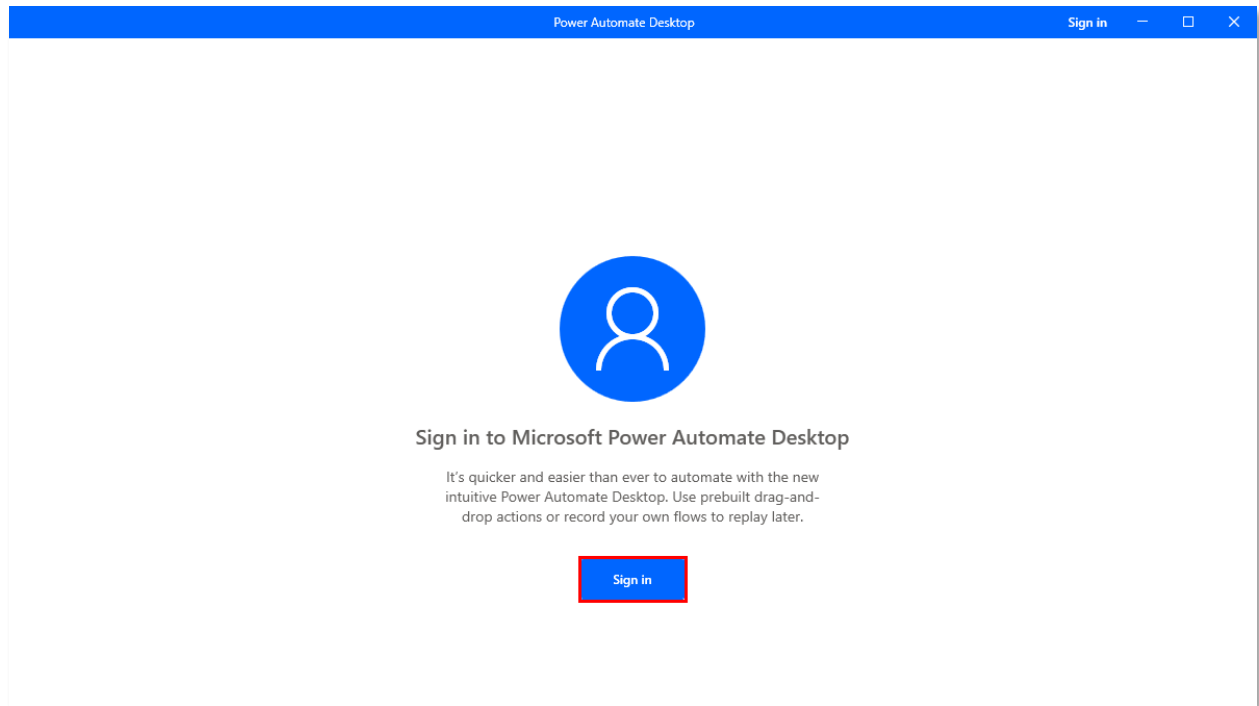 Power Automate Desktop
Sign in
Sign in to Microsoft Power Automate Desktop
It's quicker and easier than ever to automate with the new
intuitive Power Automate Desktop. Use prebuilt drag-and-
drop actions or record your own flows to replay later.
Sign in